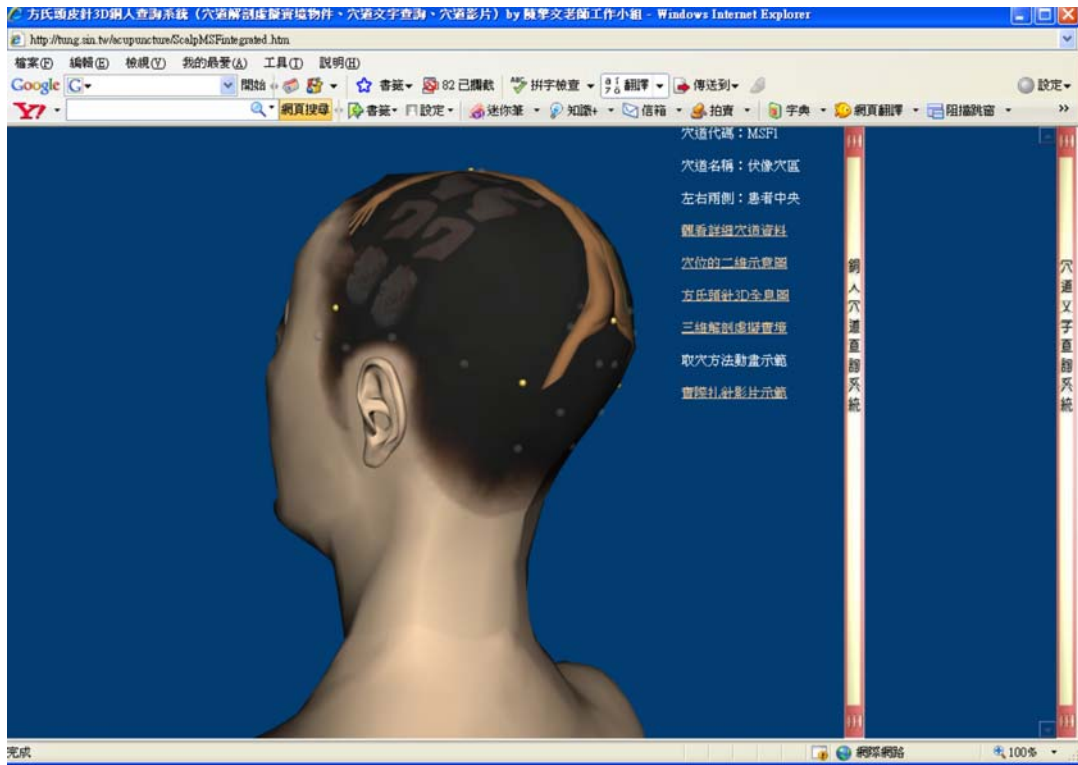 方氏頭皮針3D銅人查詢系統（穴道解剖虛擬實境物件、穴道文字查詢、穴道影片）by 陳擎文老師工作小組 - Windows Internet Explorer
http://tung.sin.tw/acupuncture/ScalpMSFintegrated.htm
檔案(F) 編輯(E) 檢視(V) 我的最愛(A) 工具(T) 說明(H)
Google G 開始 書籤 82 已攔截 拼字檢查 翻譯 傳送到 設定
Y7 網頁搜尋 書籤 設定 迷你筆 知識+ 信箱 拍賣 字典 網頁翻譯 阻擋跳窗 »
穴道代碼：MSF1
穴道名稱：伏像穴區
左右兩側：患者中央
觀看詳細穴道資料
穴位的二維示意圖
方氏頭針3D全息圖
三維解剖虛擬實境
取穴方法動畫示範
實際扎針影片示範
銅人穴道查詢系統
穴道文字查詢系統
完成 網際網路 100%